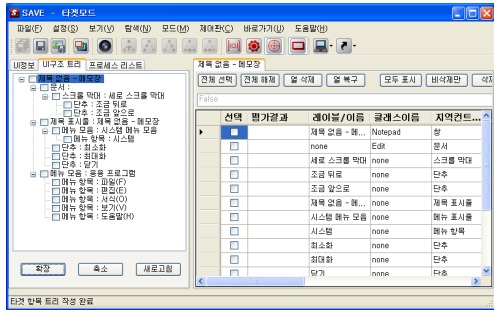 SAVE - 타겟모드
파일(F) 설정(S) 보기(V) 탐색(N) 모드(M) 제어판(C) 바로가기(U) 도움말(H)
UI정보 UI구조 트리 프로세스 리스트
제목 없음 - 메모장
문서 :
스크롤 막대 : 세로 스크롤 막대
단추 : 조금 뒤로
단추 : 조금 앞으로
제목 표시줄 : 제목 없음 - 메모장
메뉴 모음 : 시스템 메뉴 모음
메뉴 항목 : 시스템
단추 : 최소화
단추 : 최대화
단추 : 닫기
메뉴 모음 : 응용 프로그램
메뉴 항목 : 파일(F)
메뉴 항목 : 편집(E)
메뉴 항목 : 서식(O)
메뉴 항목 : 보기(V)
메뉴 항목 : 도움말(H)
확장 축소 새로고침
제목 없음 - 메모장
전체 선택 전체 해제 열 삭제 열 복구 모두 표시 비삭제만 삭제
False
선택 평가결과 레이블/이름 클래스이름 지역컨트...
제목 없음 - 메... Notepad 창
none Edit 문서
세로 스크롤 막대 none 스크롤 막대
조금 뒤로 none 단추
조금 앞으로 none 단추
제목 없음 - 메... none 제목 표시줄
시스템 메뉴 모음 none 메뉴 표시줄
시스템 none 메뉴 항목
최소화 none 단추
최대화 none 단추
닫기 none 단추
타겟 항목 트리 작성 완료